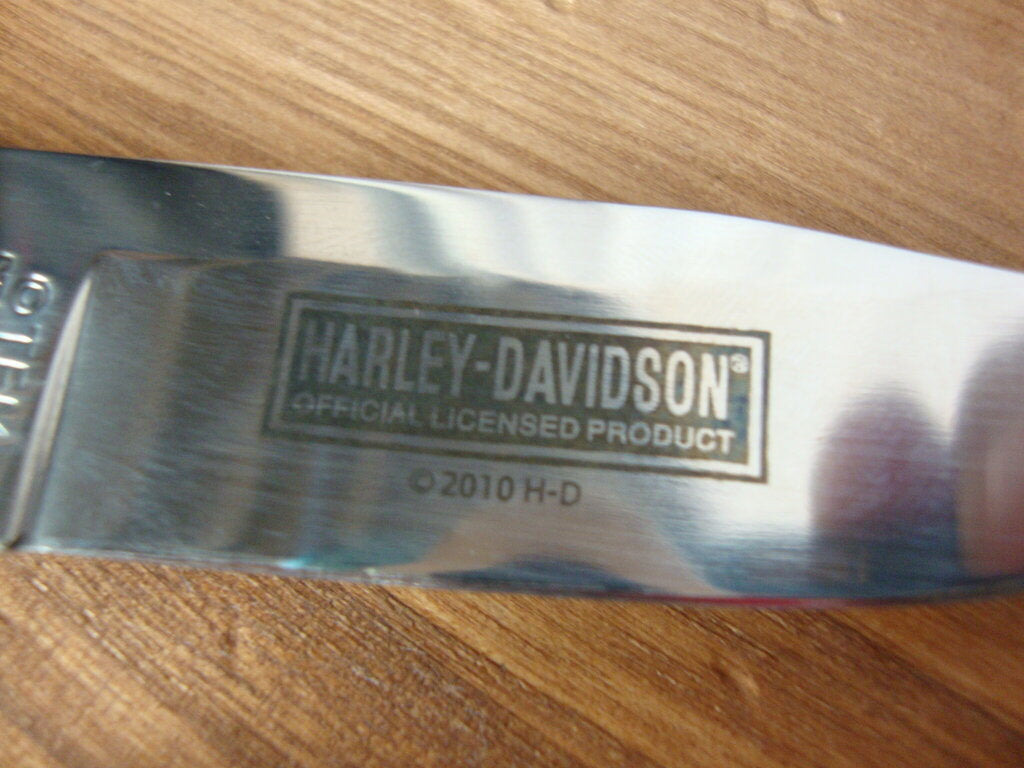 HARLEY-DAVIDSON®
OFFICIAL LICENSED PRODUCT
© 2010 H-D